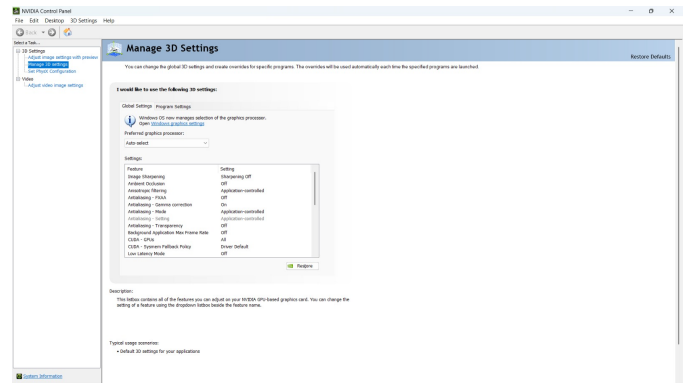 NVIDIA Control Panel
File Edit Desktop 3D Settings Help
Back
Select a Task...
3D Settings
Adjust image settings with preview
Manage 3D settings
Set PhysX Configuration
Video
Adjust video image settings
System Information
Manage 3D Settings
Restore Defaults
You can change the global 3D settings and create overrides for specific programs. The overrides will be used automatically each time the specified programs are launched.
I would like to use the following 3D settings:
Global Settings Program Settings
Windows OS now manages selection of the graphics processor.
Open Windows graphics settings
Preferred graphics processor:
Auto-select
Settings:
Feature Setting
Image Sharpening Sharpening Off
Ambient Occlusion Off
Anisotropic filtering Application-controlled
Antialiasing - FXAA Off
Antialiasing - Gamma correction On
Antialiasing - Mode Application-controlled
Antialiasing - Setting Application-controlled
Antialiasing - Transparency Off
Background Application Max Frame Rate Off
CUDA - GPUs All
CUDA - Sysmem Fallback Policy Driver Default
Low Latency Mode Off
Restore
Description:
This listbox contains all of the features you can adjust on your NVIDIA GPU-based graphics card. You can change the
setting of a feature using the dropdown listbox beside the feature name.
Typical usage scenarios:
• Default 3D settings for your applications